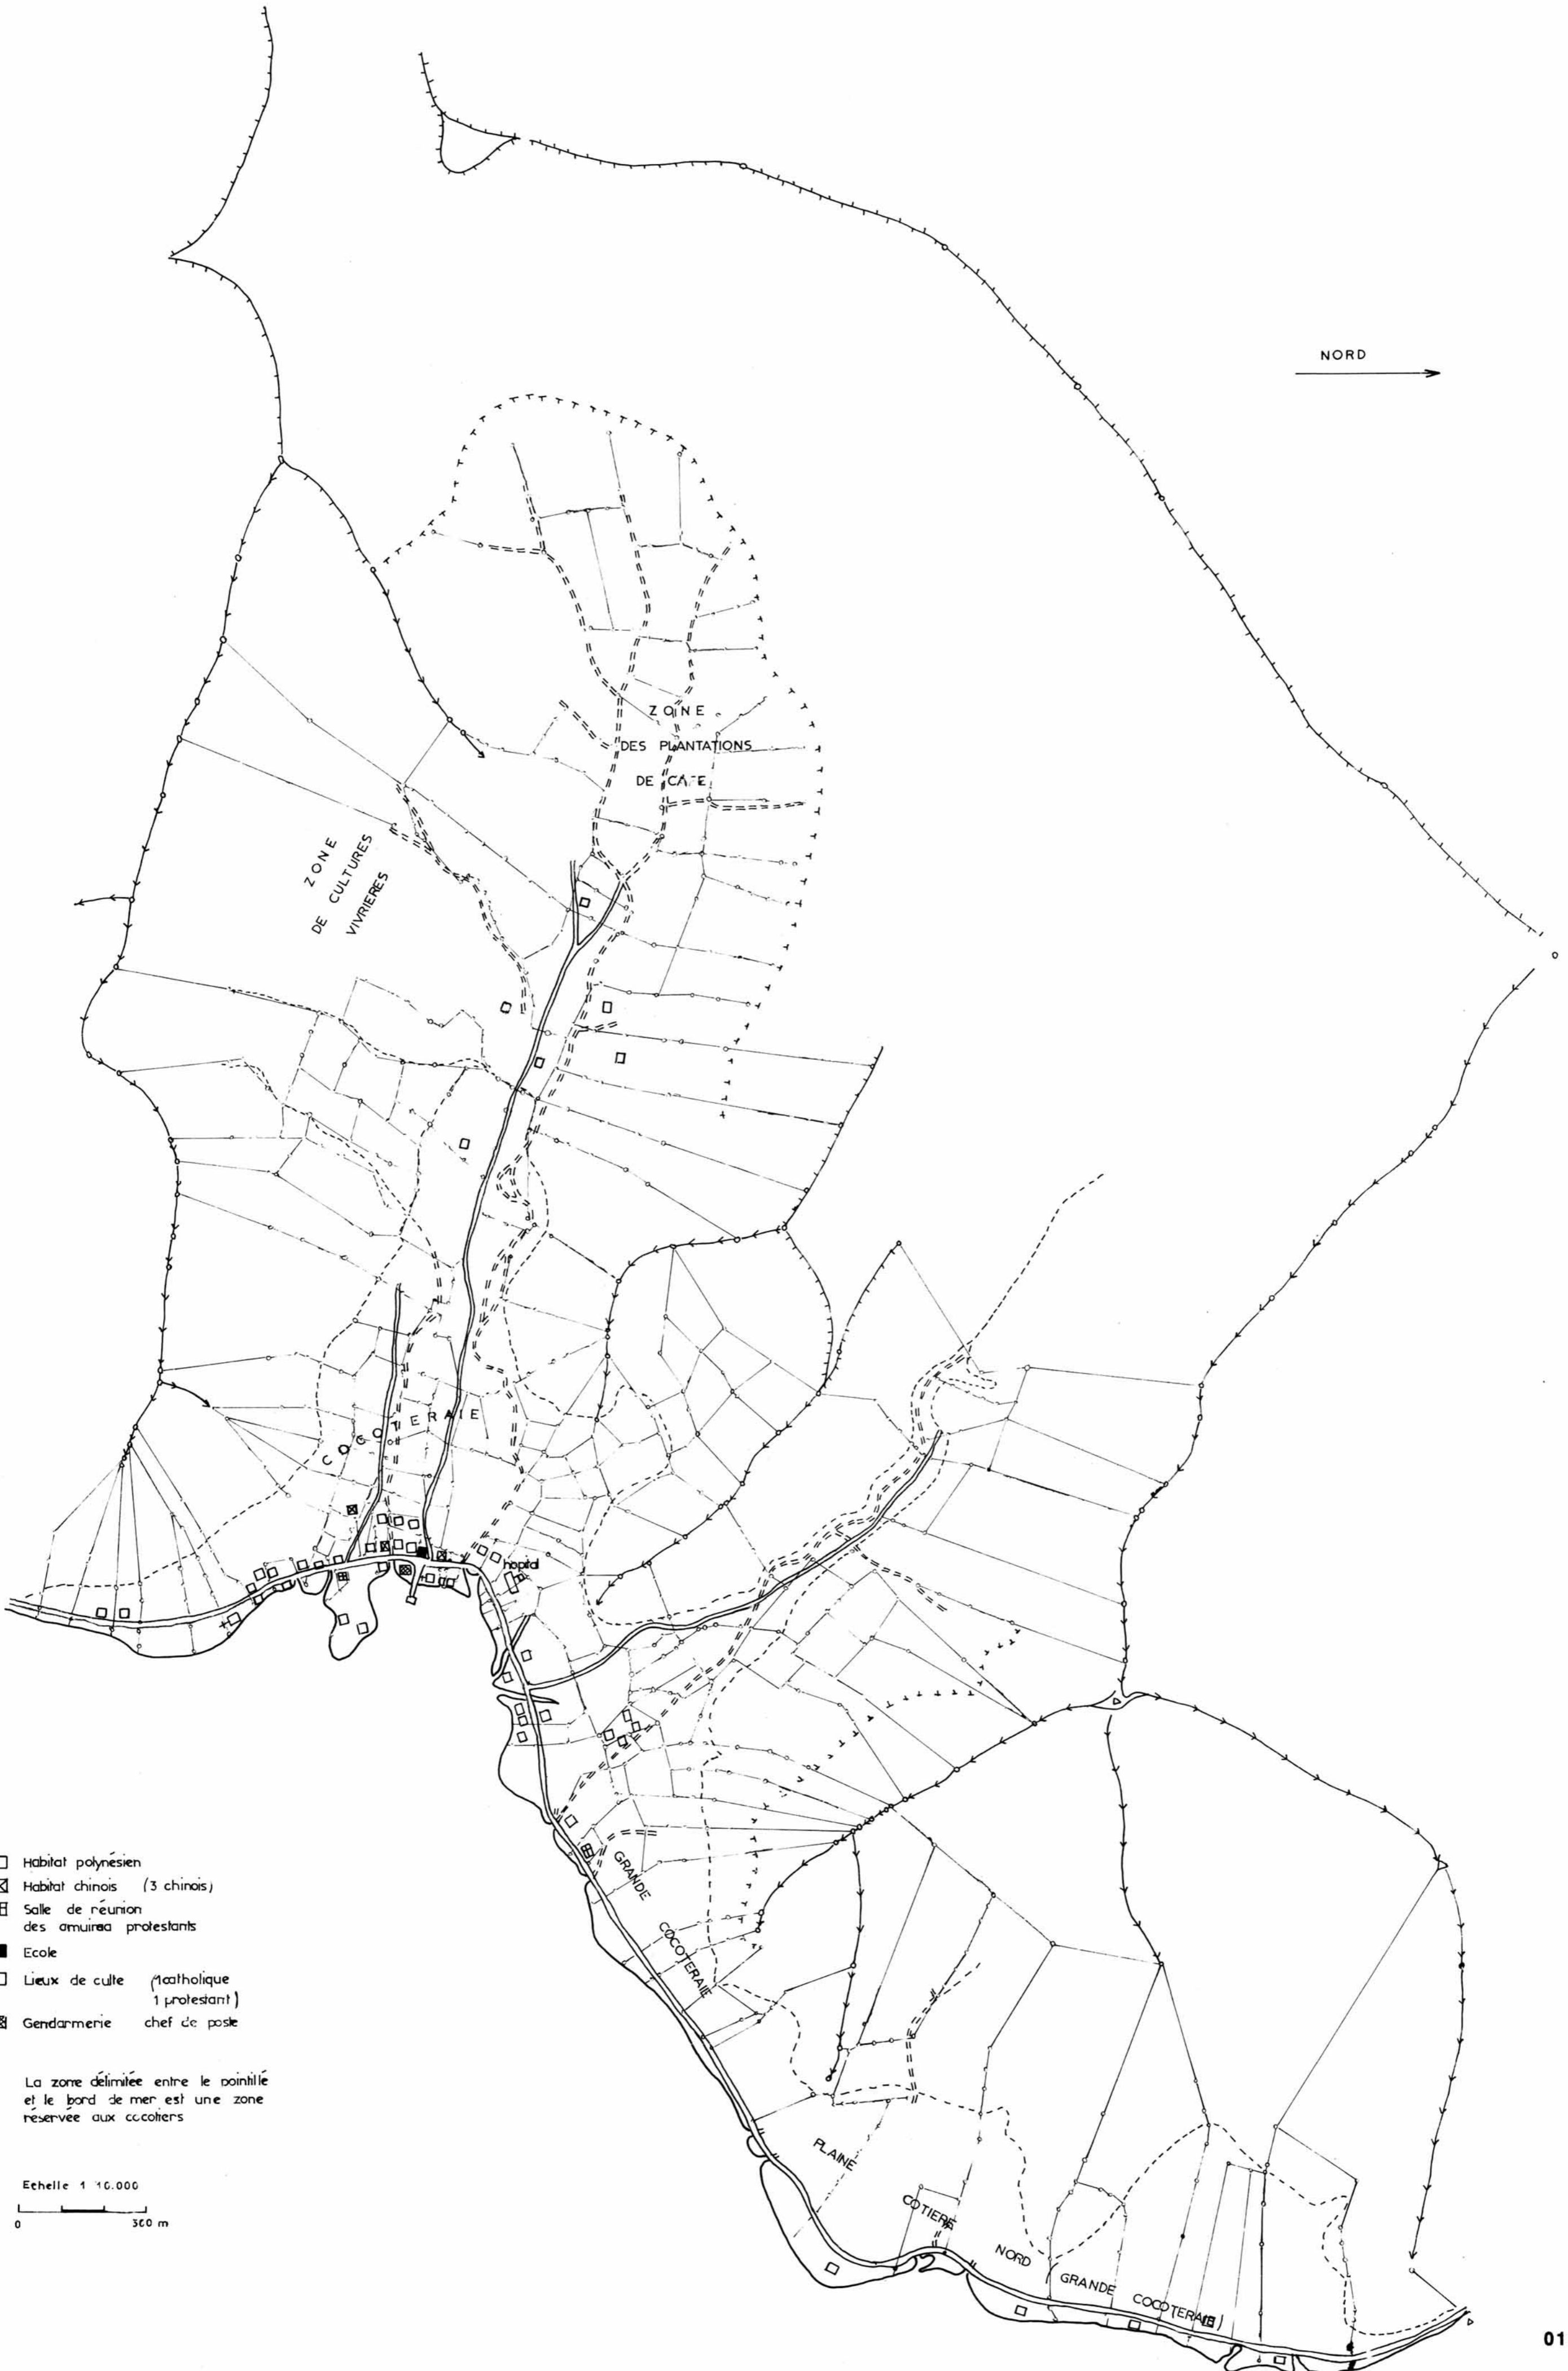 NORD
ZONE
DES PLANTATIONS
DE CAFE
ZONE
DE CULTURES
VIVRIERES
COCOTERAIE
hopital
GRANDE
COCOTERAIE
PLAINE
COTIERE
NORD
(GRANDE COCOTERAIE)
Habitat polynésien
Habitat chinois (3 chinois)
Salle de réunion
des amuiraa protestants
Ecole
Lieux de culte (1 catholique
1 protestant)
Gendarmerie chef de poste
La zone délimitée entre le pointillé
et le bord de mer est une zone
réservée aux cocotiers
Echelle 1/10.000
0 300 m
01